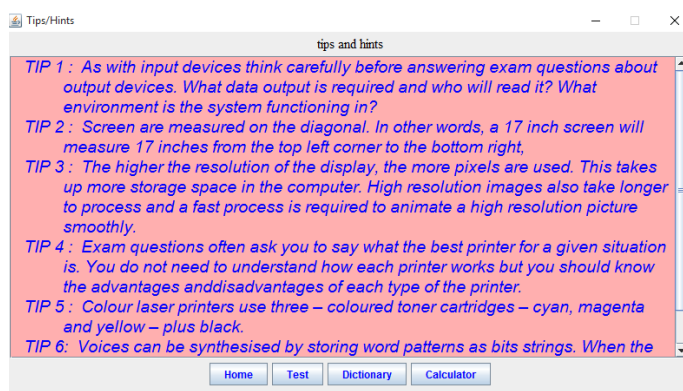 Tips/Hints
tips and hints
TIP 1 : As with input devices think carefully before answering exam questions about
output devices. What data output is required and who will read it? What
environment is the system functioning in?
TIP 2 : Screen are measured on the diagonal. In other words, a 17 inch screen will
measure 17 inches from the top left corner to the bottom right,
TIP 3 : The higher the resolution of the display, the more pixels are used. This takes
up more storage space in the computer. High resolution images also take longer
to process and a fast process is required to animate a high resolution picture
smoothly.
TIP 4 : Exam questions often ask you to say what the best printer for a given situation
is. You do not need to understand how each printer works but you should know
the advantages anddisadvantages of each type of the printer.
TIP 5 : Colour laser printers use three – coloured toner cartridges – cyan, magenta
and yellow – plus black.
TIP 6: Voices can be synthesised by storing word patterns as bits strings. When the
Home Test Dictionary Calculator